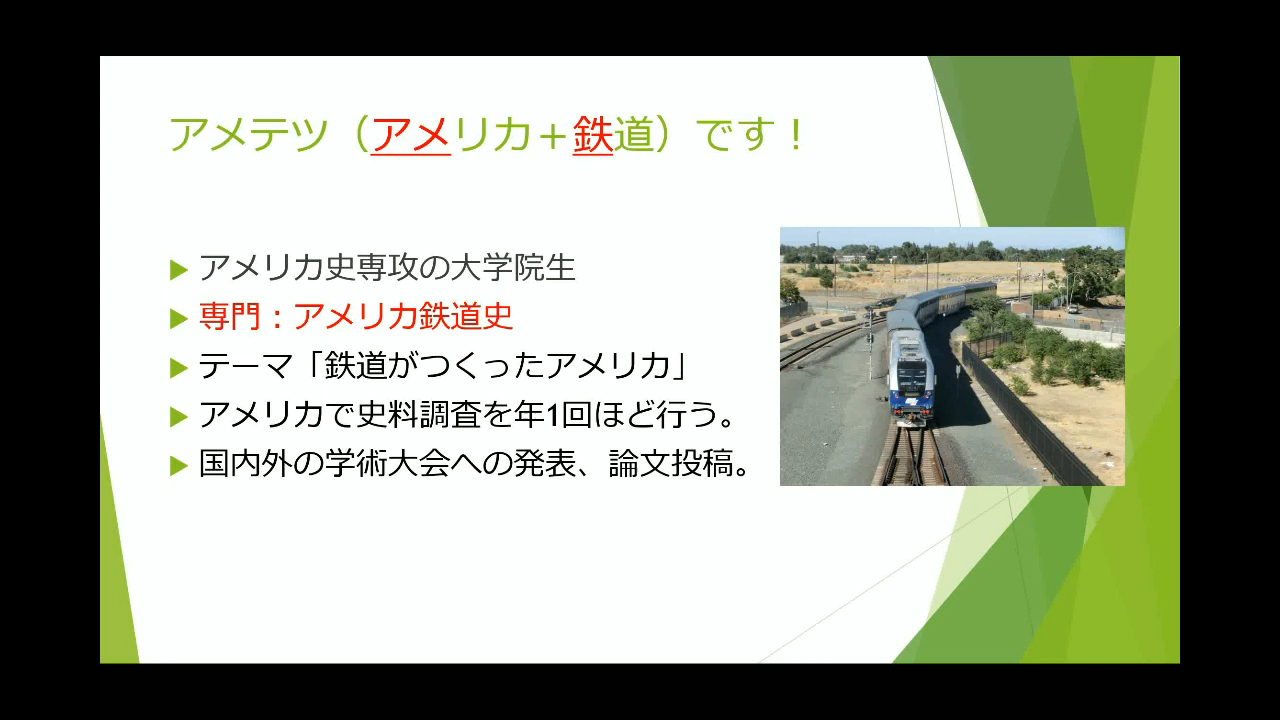 アメテツ（アメリカ＋鉄道）です！
アメリカ史専攻の大学院生
専門：アメリカ鉄道史
テーマ「鉄道がつくったアメリカ」
アメリカで史料調査を年1回ほど行う。
国内外の学術大会への発表、論文投稿。